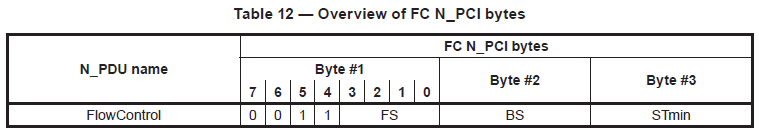 Table 12 — Overview of FC N_PCI bytes
N_PDU name
FC N_PCI bytes
Byte #1
Byte #2
Byte #3
7 6 5 4 3 2 1 0
FlowControl 0 0 1 1 FS BS STmin